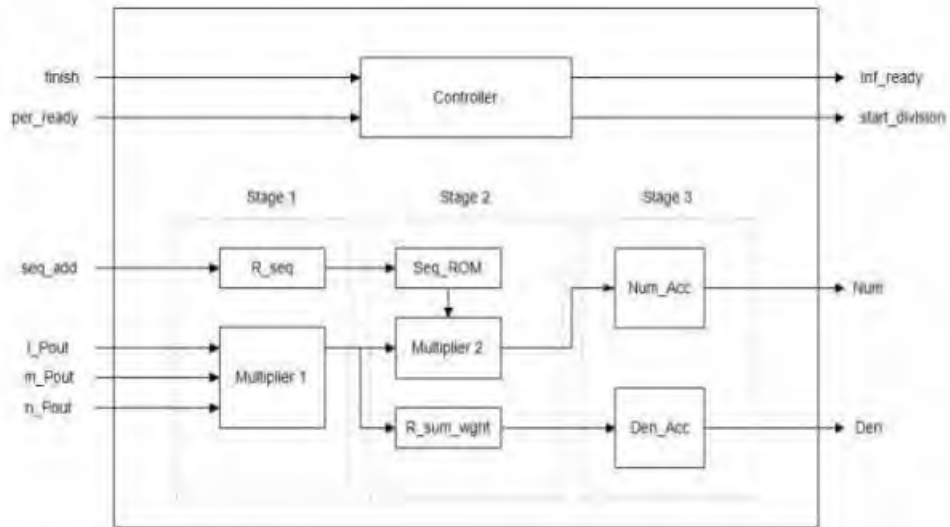 finish
Inf_ready
Controller
per_ready
start_division
Stage 1
Stage 2
Stage 3
seq_add
R_seq
Seq_ROM
Num_Acc
Num
l_Pout
Multiplier 1
Multiplier 2
m_Pout
n_Pout
R_sum_wght
Den_Acc
Den